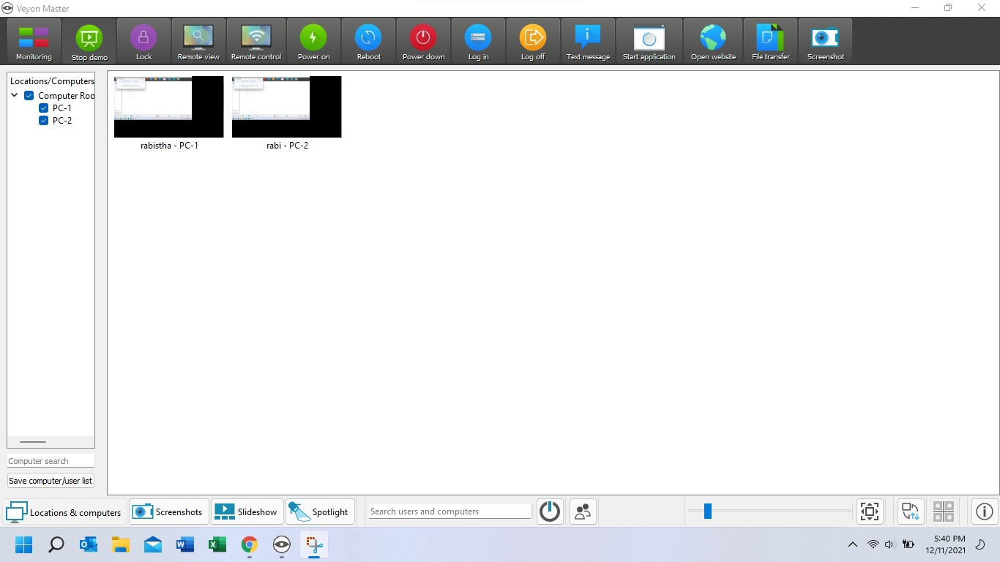 Veyon Master
Monitoring
Stop demo
Lock
Remote view
Remote control
Power on
Reboot
Power down
Log in
Log off
Text message
Start application
Open website
File transfer
Screenshot
Locations/Computers
Computer Roo
PC-1
PC-2
rabistha - PC-1
rabi - PC-2
Computer search
Save computer/user list
Locations & computers
Screenshots
Slideshow
Spotlight
Search users and computers
5:40 PM
12/11/2021